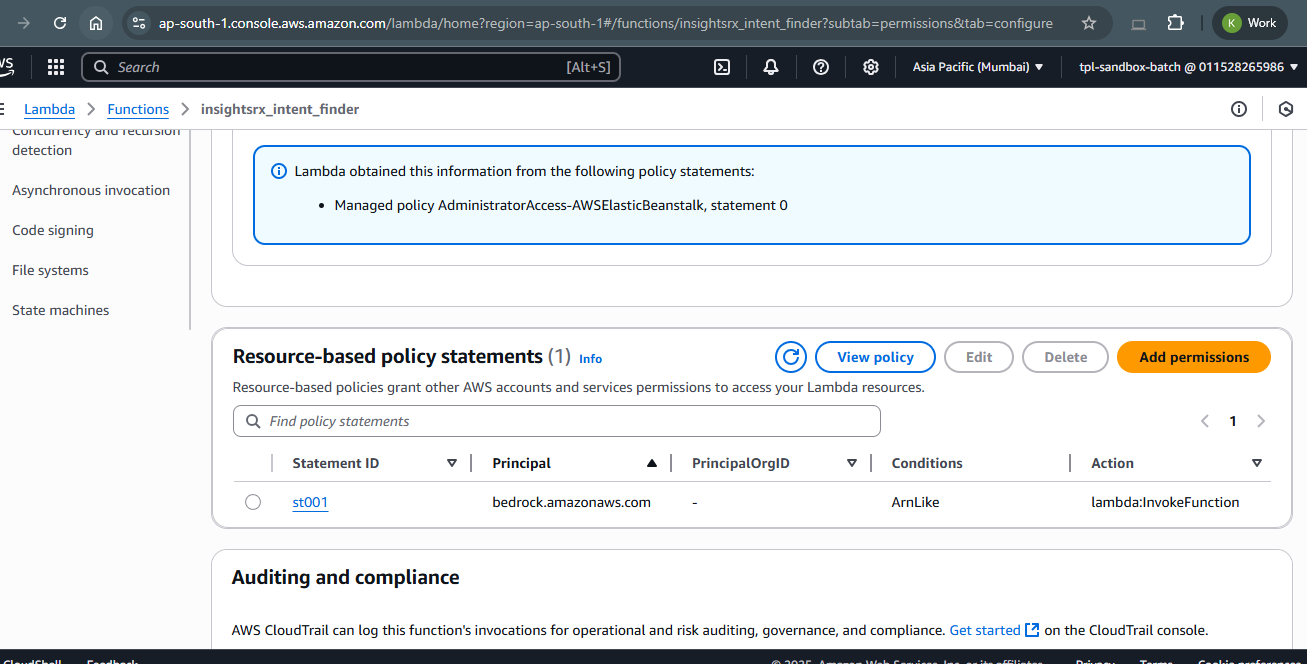 ap-south-1.console.aws.amazon.com/lambda/home?region=ap-south-1#/functions/insightsrx_intent_finder?subtab=permissions&tab=configure
K Work
Search [Alt+S] Asia Pacific (Mumbai) tpl-sandbox-batch @ 011528265986
Lambda Functions insightsrx_intent_finder
Concurrency and recursion
detection
Asynchronous invocation
Code signing
File systems
State machines
Lambda obtained this information from the following policy statements:
• Managed policy AdministratorAccess-AWSElasticBeanstalk, statement 0
Resource-based policy statements (1) Info
View policy Edit Delete Add permissions
Resource-based policies grant other AWS accounts and services permissions to access your Lambda resources.
Find policy statements 1
Statement ID Principal PrincipalOrgID Conditions Action
st001 bedrock.amazonaws.com - ArnLike lambda:InvokeFunction
Auditing and compliance
AWS CloudTrail can log this function's invocations for operational and risk auditing, governance, and compliance. Get started on the CloudTrail console.
CloudShell Feedback © 2025, Amazon Web Services, Inc. or its affiliates. Privacy Terms Cookie preferences